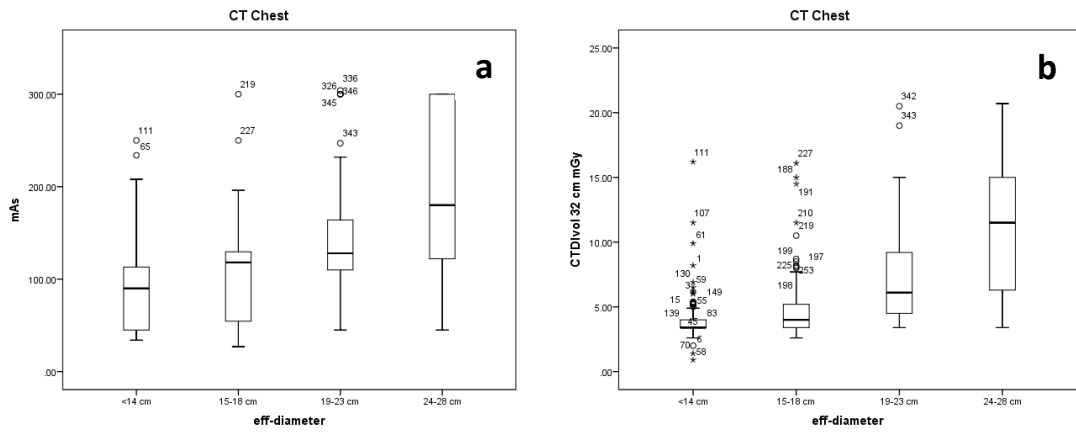 CT Chest
a
mAs
300.00
200.00
100.00
.00
111
65
219
227
336
326
346
345
343
<14 cm
15-18 cm
19-23 cm
24-28 cm
eff-diameter
CT Chest
b
CTDIvol 32 cm mGy
25.00
20.00
15.00
10.00
5.00
.00
111
107
61
1
130
59
149
15
55
139
83
45
6
70
58
227
188
191
210
219
199
197
225
253
198
342
343
<14 cm
15-18 cm
19-23 cm
24-28 cm
eff-diameter